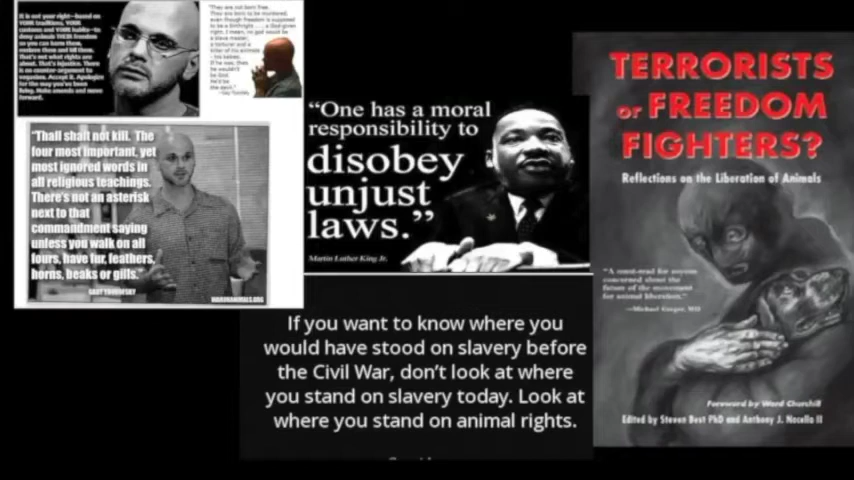 It is not your right—based on
YOUR traditions, YOUR
customs and YOUR habits—to
deny animals THEIR freedom
so you can harm them,
enslave them and kill them.
That's not what rights are
about. That's injustice. There
is no counter-argument to
veganism. Accept it. Apologize
for the way you've been
living. Make amends and move
forward.
"They are not born free.
They are born to be murdered,
even though freedom is supposed
to be a birthright . . . a God given
right. I mean, no god would be
a slave master,
a torturer and a
killer of his animals
If he was, then
he wouldn't
be God
He'd be
the devil."
"Thall shalt not kill. The
four most important, yet
most ignored words in
all religious teachings.
There's not an asterisk
next to that
commandment saying
unless you walk on all
fours, have fur, feathers,
horns, beaks or gills."
GARY YOUROFSKY
"One has a moral
responsibility to
disobey
unjust
laws."
Martin Luther King Jr.
If you want to know where you
would have stood on slavery before
the Civil War, don't look at where
you stand on slavery today. Look at
where you stand on animal rights.
TERRORISTS
or FREEDOM
FIGHTERS?
Reflections on the Liberation of Animals
"A must-read for anyone
concerned about the
future of the movement
for animal liberation."
—Michael Greger, MD
Foreword by Ward Churchill
Edited by Steven Best PhD and Anthony J. Nocella II